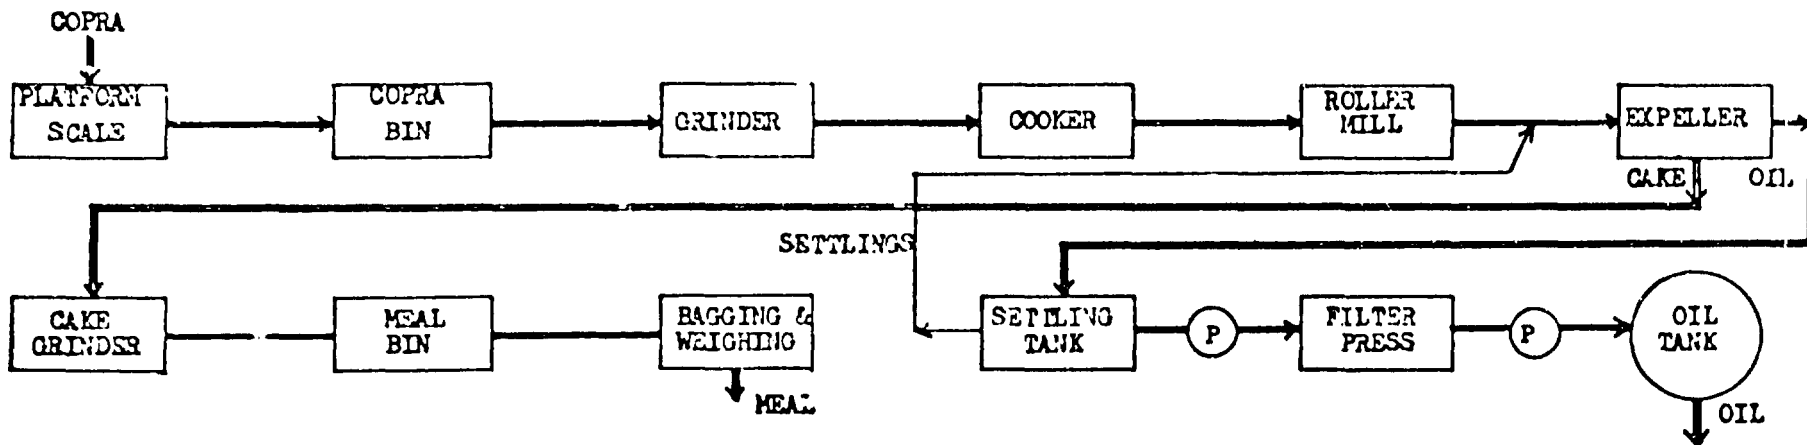 COPRA
PLATFORM
SCALE
COPRA
BIN
GRINDER
COOKER
ROLLER
MILL
EXPELLER
CAKE
OIL
SETTLINGS
CAKE
GRINDER
MEAL
BIN
BAGGING &
WEIGHING
MEAL
SETTLING
TANK
P
FILTER
PRESS
P
OIL
TANK
OIL